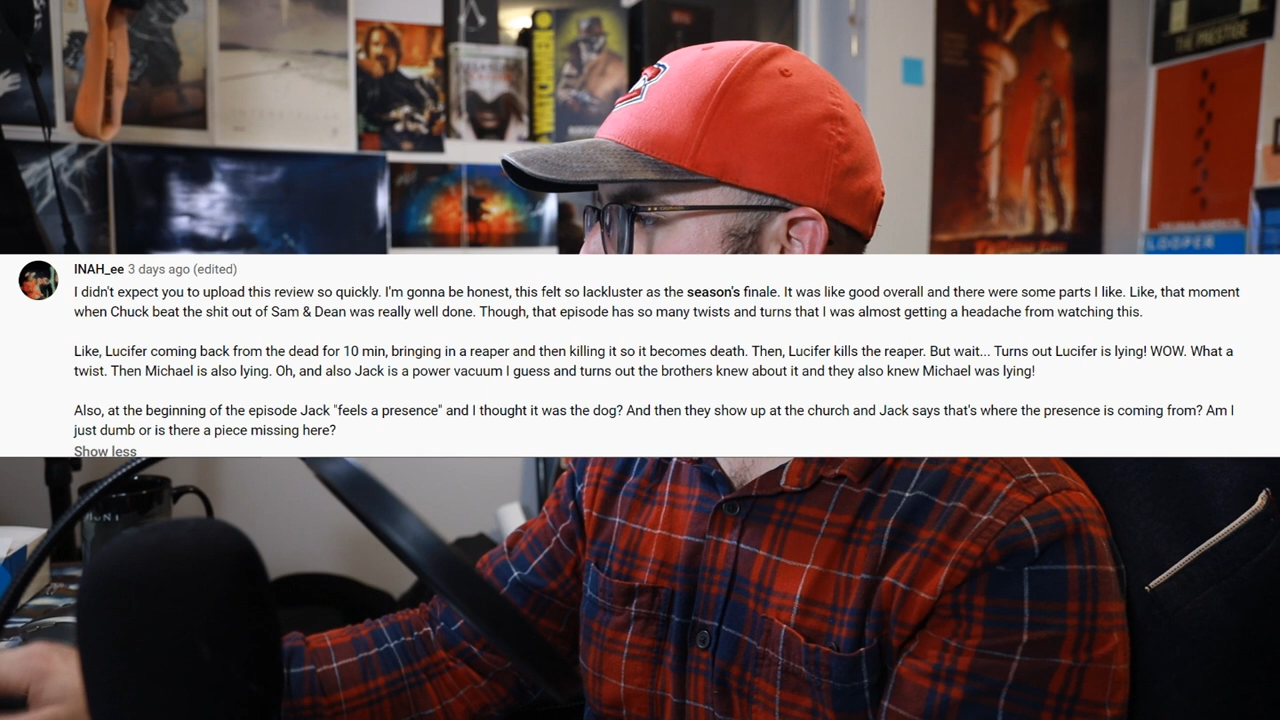 THE PRESTIGE
LOOPER
INAH_ee 3 days ago (edited)
I didn't expect you to upload this review so quickly. I'm gonna be honest, this felt so lackluster as the season's finale. It was like good overall and there were some parts I like. Like, that moment
when Chuck beat the shit out of Sam & Dean was really well done. Though, that episode has so many twists and turns that I was almost getting a headache from watching this.
Like, Lucifer coming back from the dead for 10 min, bringing in a reaper and then killing it so it becomes death. Then, Lucifer kills the reaper. But wait... Turns out Lucifer is lying! WOW. What a
twist. Then Michael is also lying. Oh, and also Jack is a power vacuum I guess and turns out the brothers knew about it and they also knew Michael was lying!
Also, at the beginning of the episode Jack "feels a presence" and I thought it was the dog? And then they show up at the church and Jack says that's where the presence is coming from? Am I
just dumb or is there a piece missing here?
Show less